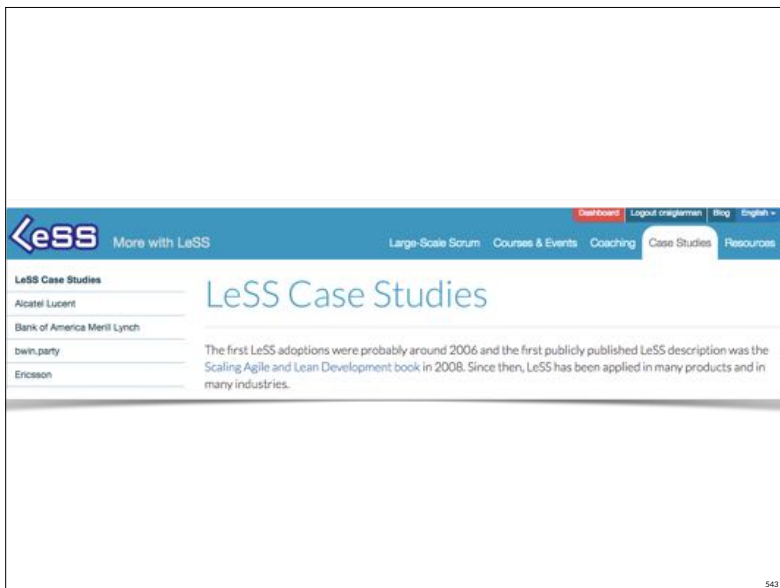 Dashboard Logout craiglarman Blog English
LeSS More with LeSS
Large-Scale Scrum Courses & Events Coaching Case Studies Resources
LeSS Case Studies
Alcatel Lucent
Bank of America Merill Lynch
bwin.party
Ericsson
LeSS Case Studies
The first LeSS adoptions were probably around 2006 and the first publicly published LeSS description was the
Scaling Agile and Lean Development book in 2008. Since then, LeSS has been applied in many products and in
many industries.
543